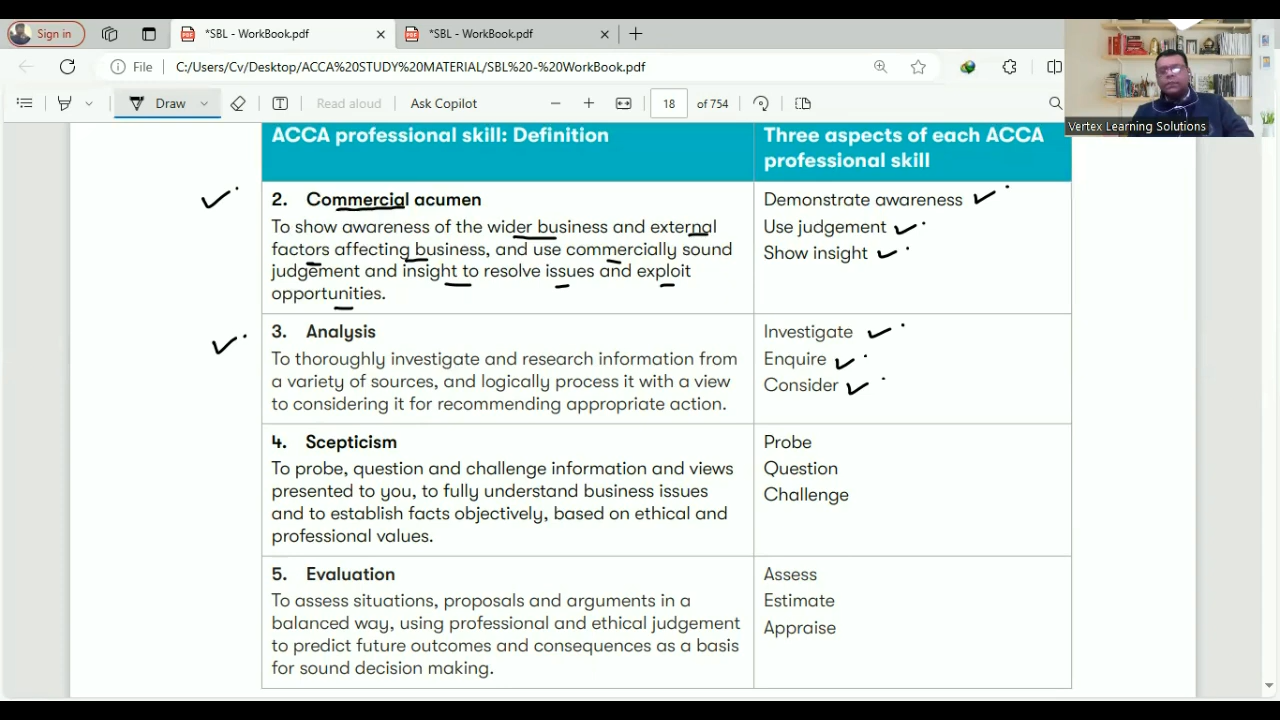 Sign in
*SBL - WorkBook.pdf
*SBL - WorkBook.pdf
File
C:/Users/Cv/Desktop/ACCA%20STUDY%20MATERIAL/SBL%20-%20WorkBook.pdf
Draw
Read aloud
Ask Copilot
18
of 754
Vertex Learning Solutions
ACCA professional skill: Definition
Three aspects of each ACCA
professional skill
2. Commercial acumen
To show awareness of the wider business and external
factors affecting business, and use commercially sound
judgement and insight to resolve issues and exploit
opportunities.
Demonstrate awareness
Use judgement
Show insight
3. Analysis
To thoroughly investigate and research information from
a variety of sources, and logically process it with a view
to considering it for recommending appropriate action.
Investigate
Enquire
Consider
4. Scepticism
To probe, question and challenge information and views
presented to you, to fully understand business issues
and to establish facts objectively, based on ethical and
professional values.
Probe
Question
Challenge
5. Evaluation
To assess situations, proposals and arguments in a
balanced way, using professional and ethical judgement
to predict future outcomes and consequences as a basis
for sound decision making.
Assess
Estimate
Appraise